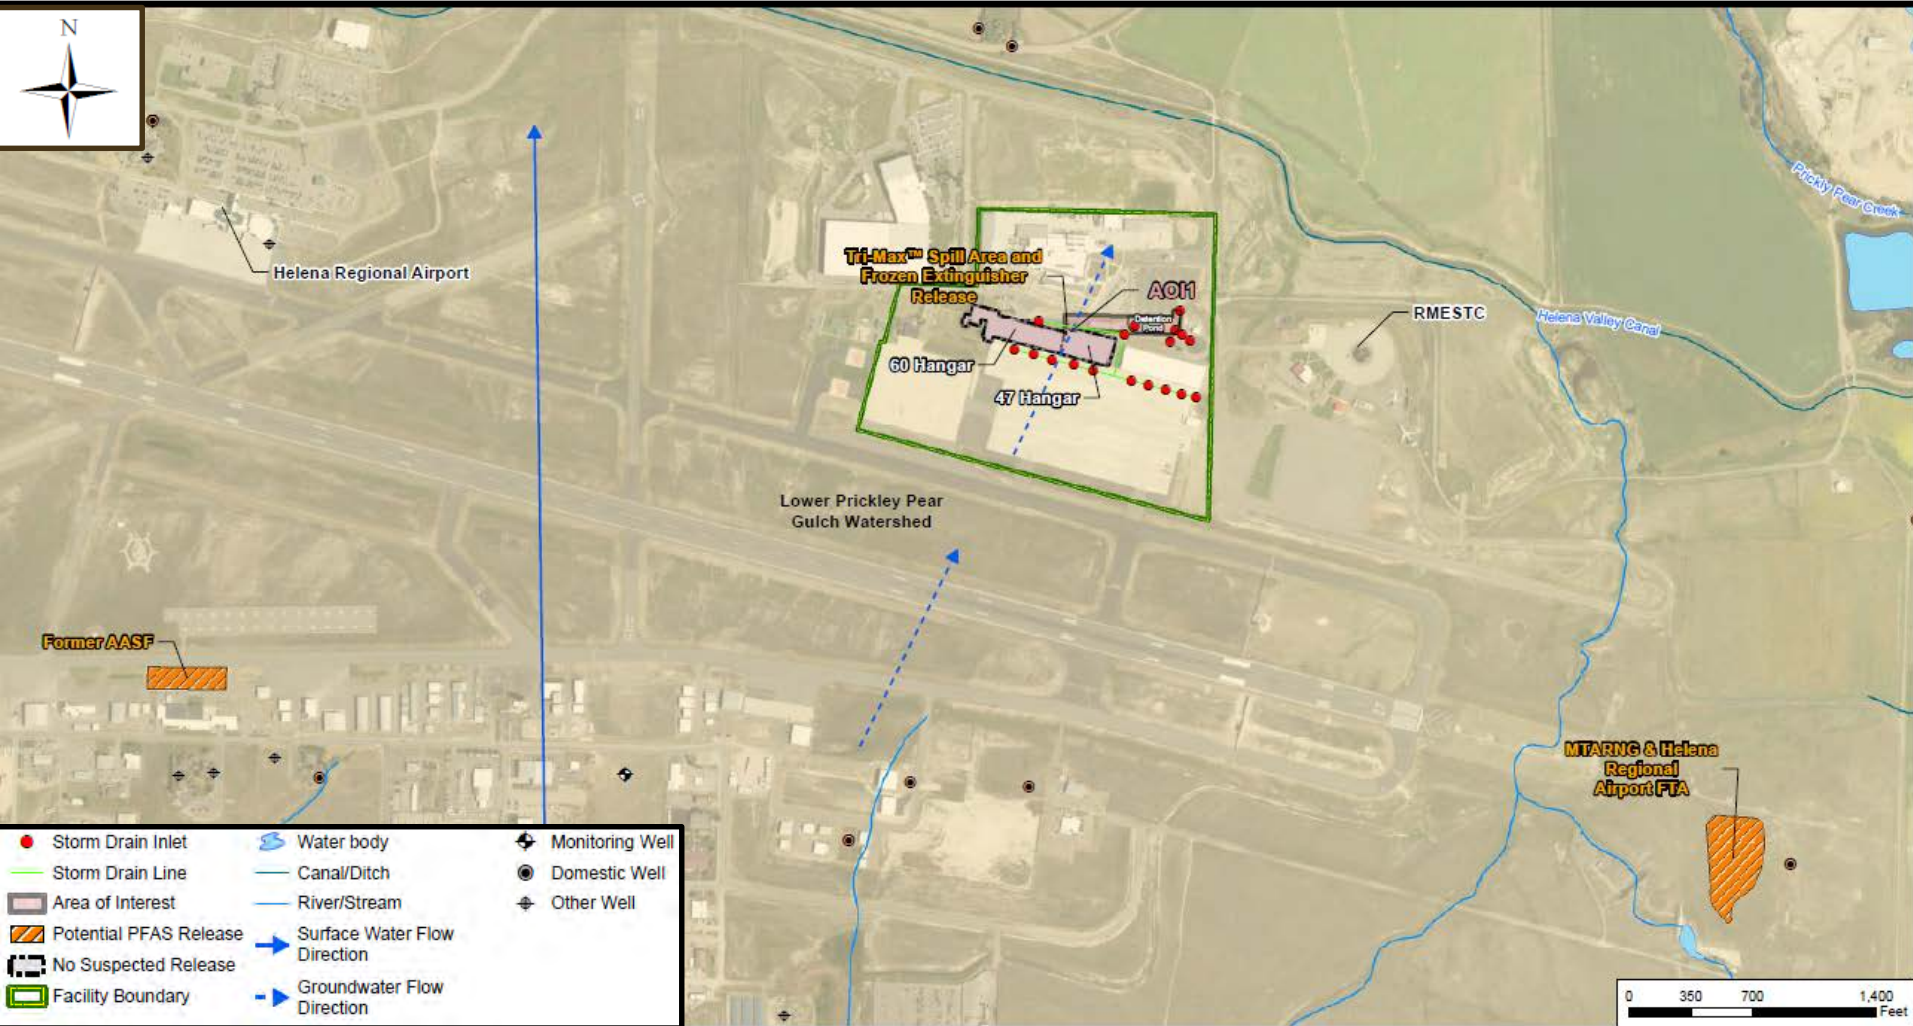 N
Helena Regional Airport
Tri-Max™ Spill Area and
Frozen Extinguisher
Release
AOI1
Detention
Pond
60 Hangar
47 Hangar
RMESTC
Helena Valley Canal
Prickly Pear Creek
Lower Prickley Pear
Gulch Watershed
Former AASF
MTARNG & Helena
Regional
Airport FTA
Storm Drain Inlet
Storm Drain Line
Area of Interest
Potential PFAS Release
No Suspected Release
Facility Boundary
Water body
Canal/Ditch
River/Stream
Surface Water Flow
Direction
Groundwater Flow
Direction
Monitoring Well
Domestic Well
Other Well
0 350 700 1,400
Feet